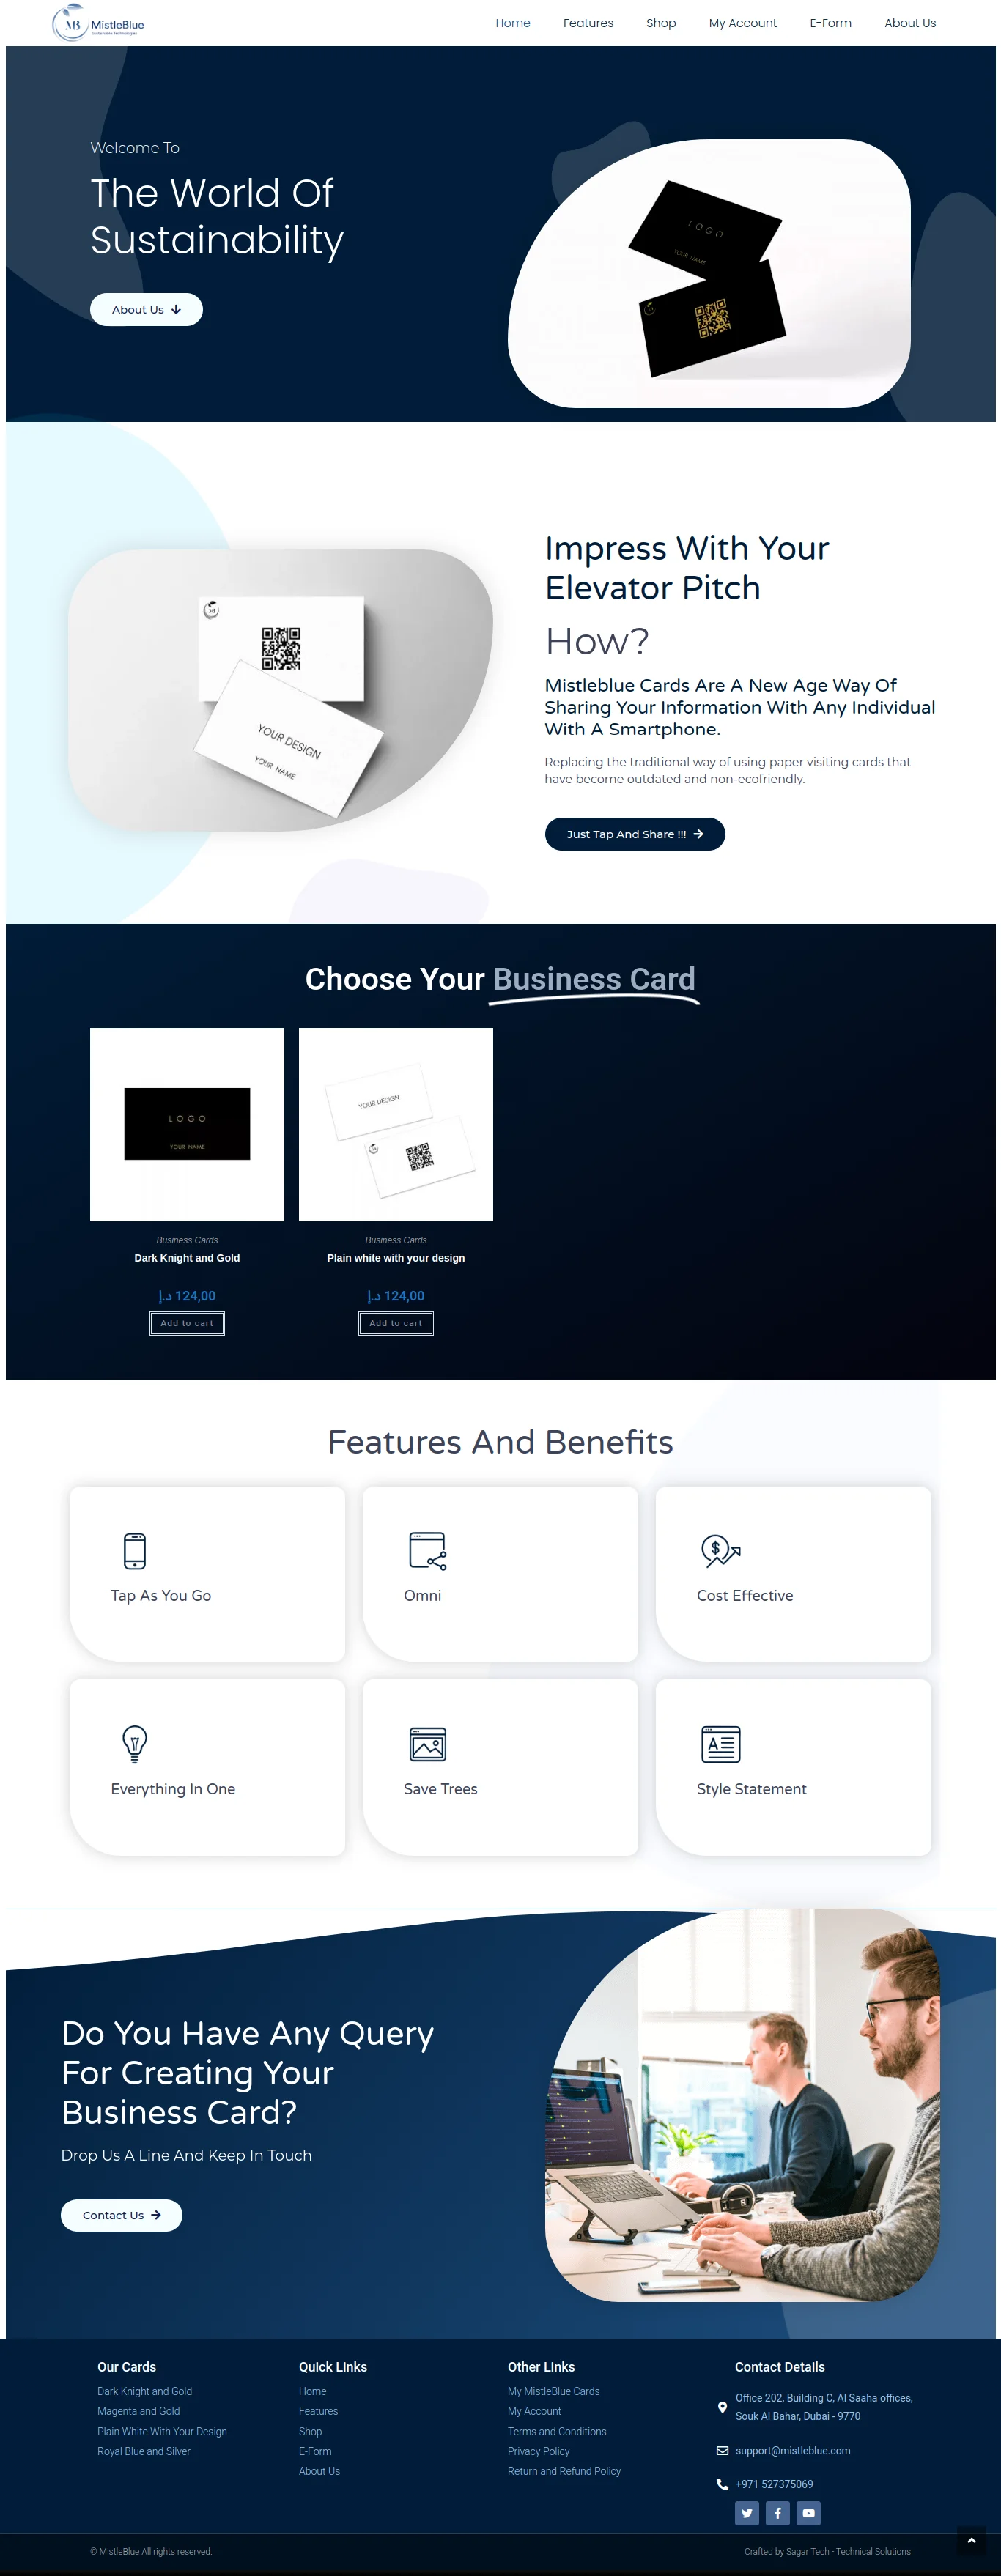 MB MistleBlue
Sustainable Technologies
Home Features Shop My Account E-Form About Us
Welcome To
The World Of
Sustainability
About Us
LOGO
YOUR NAME
Impress With Your
Elevator Pitch
How?
Mistleblue Cards Are A New Age Way Of
Sharing Your Information With Any Individual
With A Smartphone.
Replacing the traditional way of using paper visiting cards that
have become outdated and non-ecofriendly.
Just Tap And Share !!!
YOUR DESIGN
YOUR NAME
Choose Your Business Card
LOGO
YOUR NAME
YOUR DESIGN
Business Cards
Dark Knight and Gold
د.إ 124,00
Add to cart
Business Cards
Plain white with your design
د.إ 124,00
Add to cart
Features And Benefits
Tap As You Go
Omni
Cost Effective
Everything In One
Save Trees
Style Statement
Do You Have Any Query
For Creating Your
Business Card?
Drop Us A Line And Keep In Touch
Contact Us
Our Cards
Dark Knight and Gold
Magenta and Gold
Plain White With Your Design
Royal Blue and Silver
Quick Links
Home
Features
Shop
E-Form
About Us
Other Links
My MistleBlue Cards
My Account
Terms and Conditions
Privacy Policy
Return and Refund Policy
Contact Details
Office 202, Building C, Al Saaha offices,
Souk Al Bahar, Dubai - 9770
support@mistleblue.com
+971 527375069
© MistleBlue All rights reserved.
Crafted by Sagar Tech - Technical Solutions